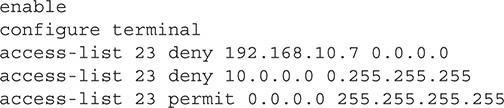 enable
configure terminal
access-list 23 deny 192.168.10.7 0.0.0.0
access-list 23 deny 10.0.0.0 0.255.255.255
access-list 23 permit 0.0.0.0 255.255.255.255